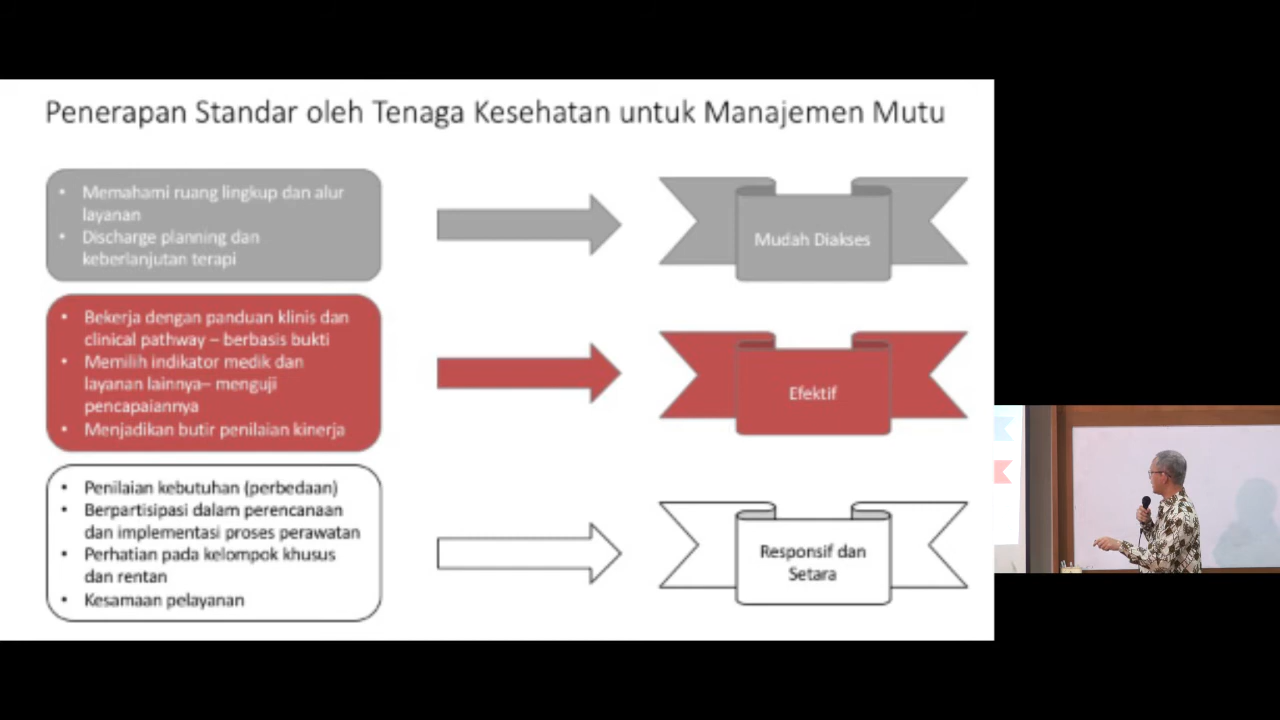 Penerapan Standar oleh Tenaga Kesehatan untuk Manajemen Mutu
• Memahami ruang lingkup dan alur
layanan
• Discharge planning dan
keberlanjutan terapi
Mudah Diakses
• Bekerja dengan panduan klinis dan
clinical pathway – berbasis bukti
• Memilih indikator medik dan
layanan lainnya– menguji
pencapaiannya
• Menjadikan butir penilaian kinerja
Efektif
• Penilaian kebutuhan (perbedaan)
• Berpartisipasi dalam perencanaan
dan implementasi proses perawatan
• Perhatian pada kelompok khusus
dan rentan
• Kesamaan pelayanan
Responsif dan
Setara